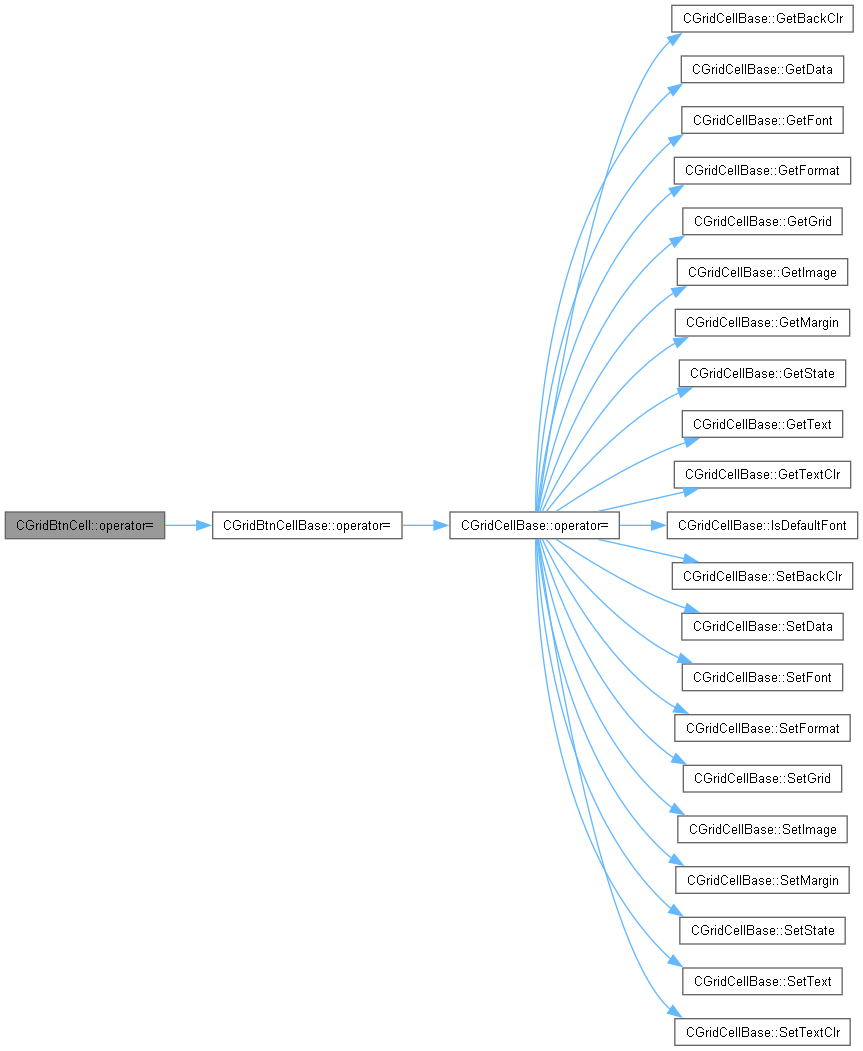 CGridBtnCell::operator=
CGridBtnCellBase::operator=
CGridCellBase::operator=
CGridCellBase::GetBackClr
CGridCellBase::GetData
CGridCellBase::GetFont
CGridCellBase::GetFormat
CGridCellBase::GetGrid
CGridCellBase::GetImage
CGridCellBase::GetMargin
CGridCellBase::GetState
CGridCellBase::GetText
CGridCellBase::GetTextClr
CGridCellBase::IsDefaultFont
CGridCellBase::SetBackClr
CGridCellBase::SetData
CGridCellBase::SetFont
CGridCellBase::SetFormat
CGridCellBase::SetGrid
CGridCellBase::SetImage
CGridCellBase::SetMargin
CGridCellBase::SetState
CGridCellBase::SetText
CGridCellBase::SetTextClr